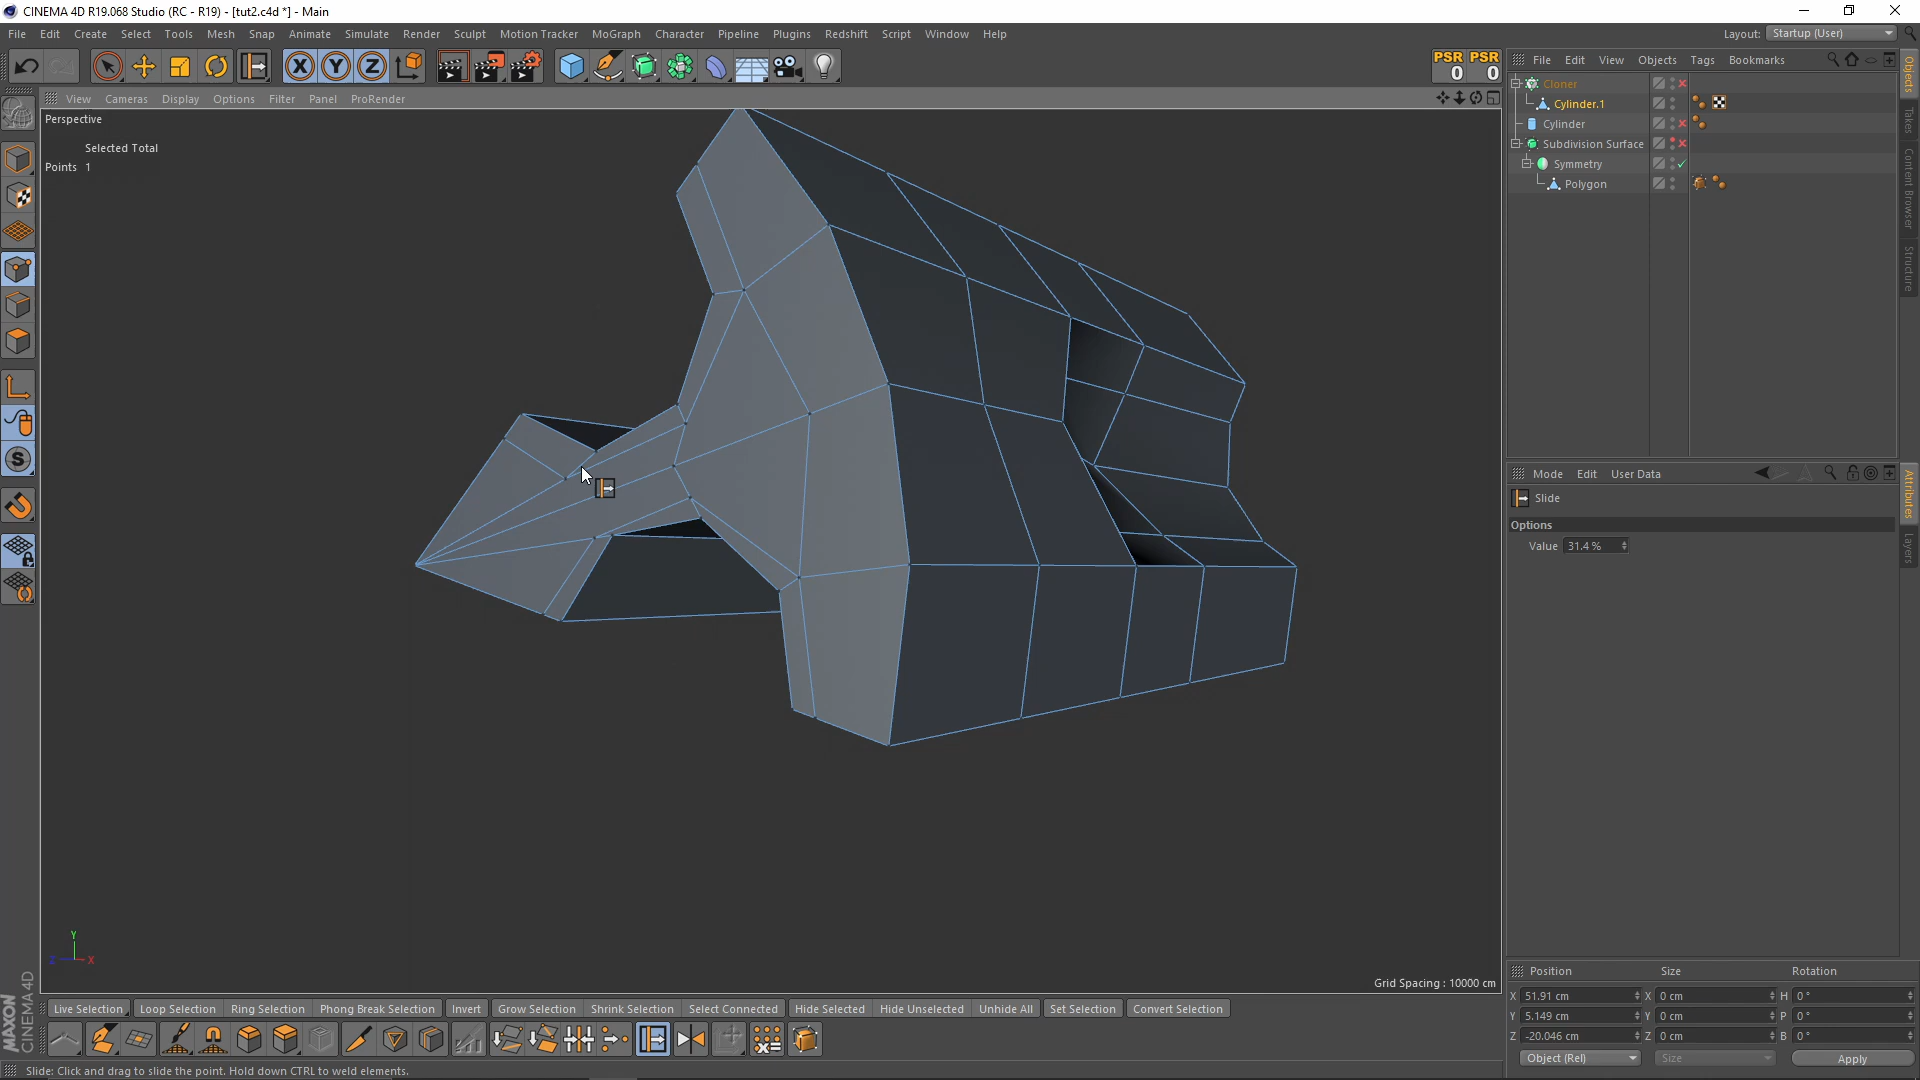 CINEMA 4D R19.068 Studio (RC - R19) - [tut2.c4d *] - Main
File Edit Create Select Tools Mesh Snap Animate Simulate Render Sculpt Motion Tracker MoGraph Character Pipeline Plugins Redshift Script Window Help
Layout: Startup (User)
X Y Z
PSR PSR
0 0
File Edit View Objects Tags Bookmarks
View Cameras Display Options Filter Panel ProRender
Perspective
Selected Total
Points 1
Cloner
Cylinder.1
Cylinder
Subdivision Surface
Symmetry
Polygon
Objects
Takes
Content Browser
Structure
S
Mode Edit User Data
Slide
Options
Value 31.4 %
Attributes
Layers
Y
Z X
Grid Spacing : 10000 cm
Position Size Rotation
X 51.91 cm X 0 cm H 0 °
Y 5.149 cm Y 0 cm P 0 °
Z -20.046 cm Z 0 cm B 0 °
Object (Rel) Size Apply
Live Selection Loop Selection Ring Selection Phong Break Selection Invert Grow Selection Shrink Selection Select Connected Hide Selected Hide Unselected Unhide All Set Selection Convert Selection
MAXON
CINEMA 4D
Slide: Click and drag to slide the point. Hold down CTRL to weld elements.